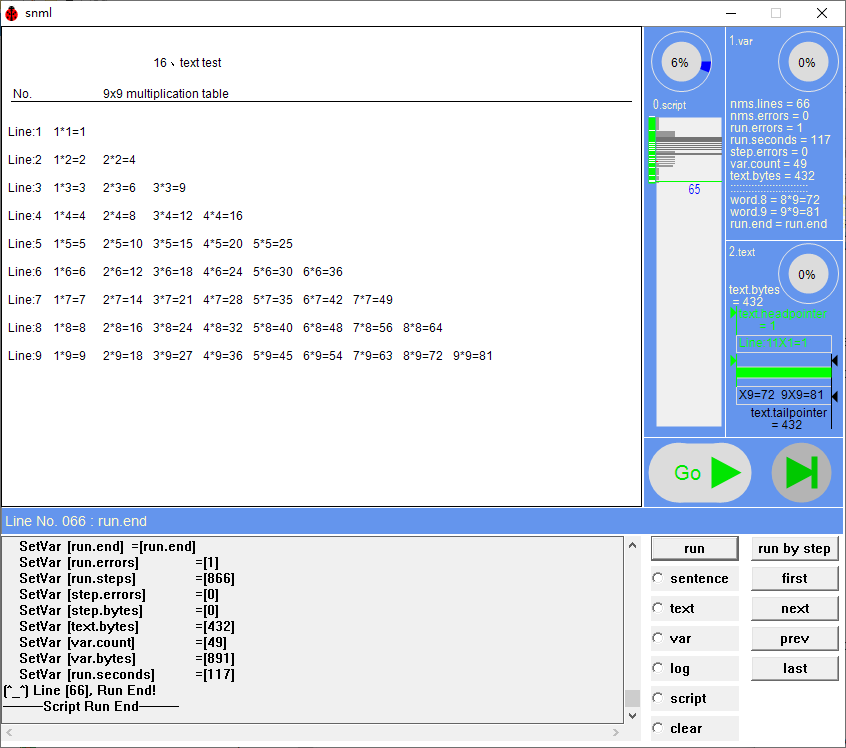 snml
16、text test
No. 9x9 multiplication table
Line:1 1*1=1
Line:2 1*2=2 2*2=4
Line:3 1*3=3 2*3=6 3*3=9
Line:4 1*4=4 2*4=8 3*4=12 4*4=16
Line:5 1*5=5 2*5=10 3*5=15 4*5=20 5*5=25
Line:6 1*6=6 2*6=12 3*6=18 4*6=24 5*6=30 6*6=36
Line:7 1*7=7 2*7=14 3*7=21 4*7=28 5*7=35 6*7=42 7*7=49
Line:8 1*8=8 2*8=16 3*8=24 4*8=32 5*8=40 6*8=48 7*8=56 8*8=64
Line:9 1*9=9 2*9=18 3*9=27 4*9=36 5*9=45 6*9=54 7*9=63 8*9=72 9*9=81
6%
0.script
65
1.var
0%
nms.lines = 66
nms.errors = 0
run.errors = 1
run.seconds = 117
step.errors = 0
var.count = 49
text.bytes = 432
word.8 = 8*9=72
word.9 = 9*9=81
run.end = run.end
2.text
0%
text.bytes
= 432
text.headpointer
= 1
X9=72 9X9=81
text.tailpointer
= 432
Go
Line No. 066 : run.end
SetVar [run.end] =[run.end]
SetVar [run.errors] =[1]
SetVar [run.steps] =[866]
SetVar [step.errors] =[0]
SetVar [step.bytes] =[0]
SetVar [text.bytes] =[432]
SetVar [var.count] =[49]
SetVar [var.bytes] =[891]
SetVar [run.seconds] =[117]
(^_^) Line [66], Run End!
———Script Run End———
run
run by step
sentence
first
text
next
var
prev
log
last
script
clear